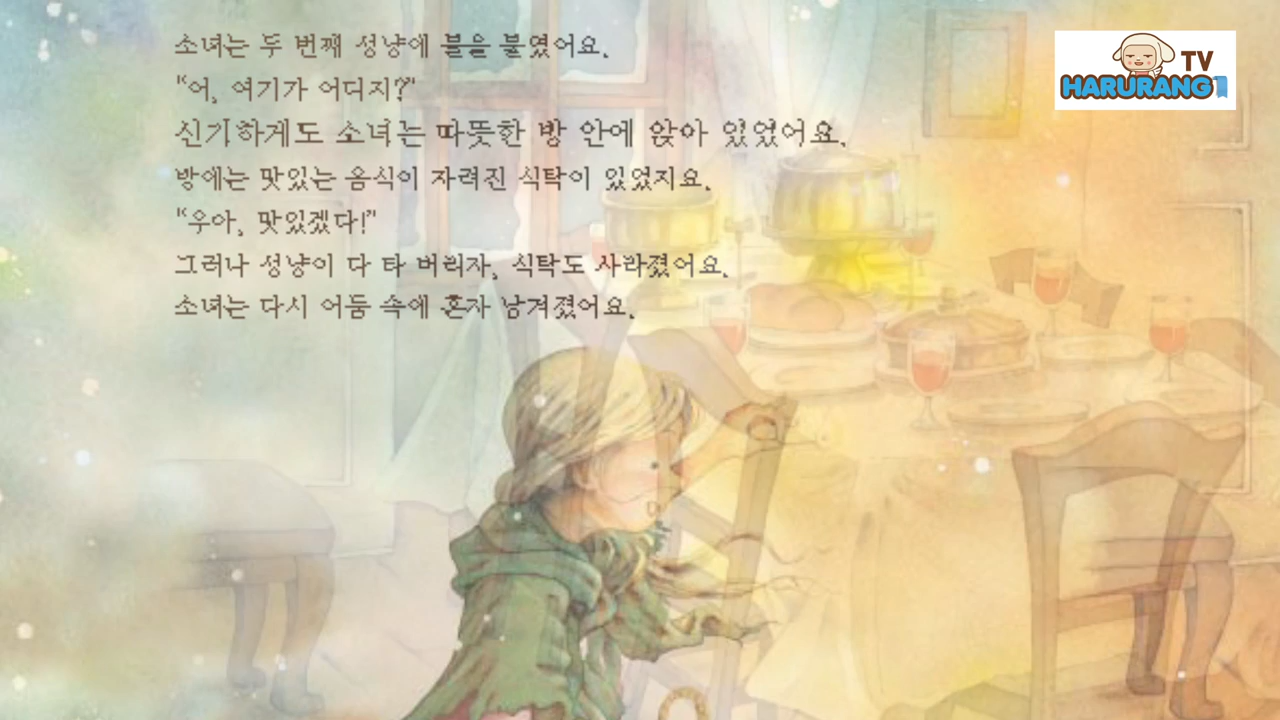 소녀는 두 번째 성냥에 불을 붙였어요.
“어, 여기가 어디지?”
신기하게도 소녀는 따뜻한 방 안에 앉아 있었어요.
방에는 맛있는 음식이 차려진 식탁이 있었지요.
“우아, 맛있겠다!”
그러나 성냥이 다 타 버리자, 식탁도 사라졌어요.
소녀는 다시 어둠 속에 혼자 남겨졌어요.
TV
HARURANG